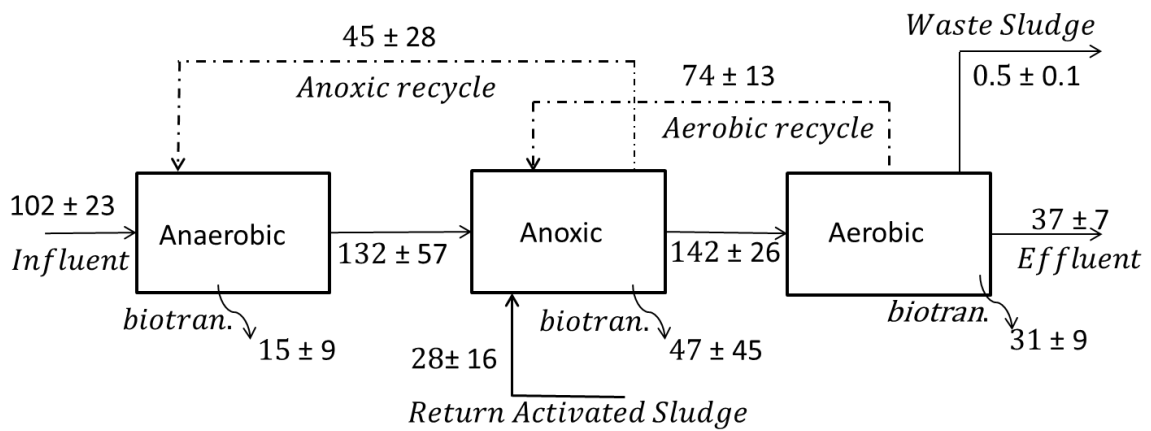 Waste Sludge
0.5 ± 0.1
45 ± 28
Anoxic recycle
74 ± 13
Aerobic recycle
102 ± 23
Influent
Anaerobic
132 ± 57
Anoxic
142 ± 26
Aerobic
37 ± 7
Effluent
biotran.
15 ± 9
biotran.
47 ± 45
biotran.
31 ± 9
28± 16
Return Activated Sludge